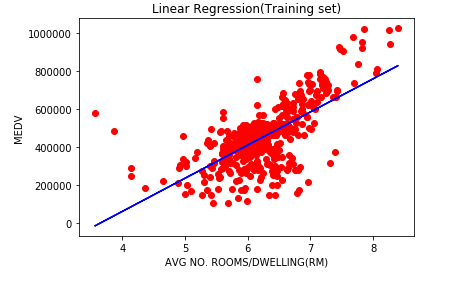 Linear Regression(Training set)
1000000
800000
600000
400000
200000
0
MEDV
4 5 6 7 8
AVG NO. ROOMS/DWELLING(RM)